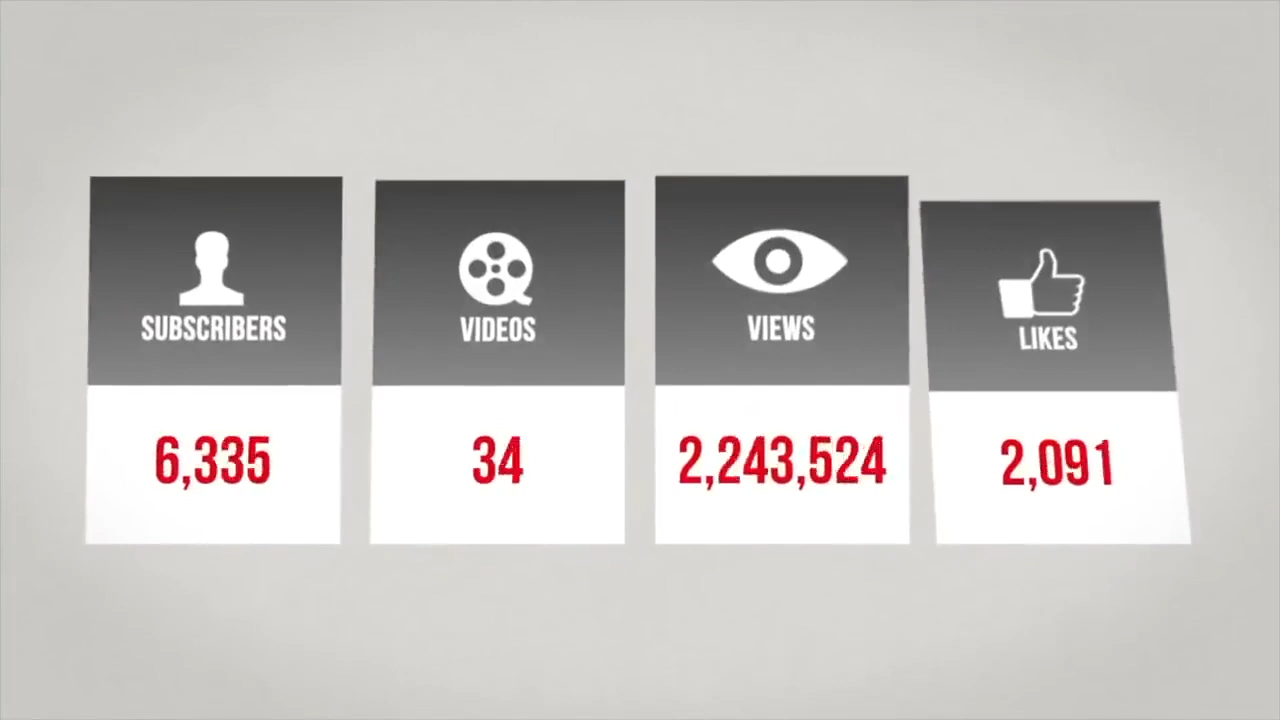 SUBSCRIBERS
6,335
VIDEOS
34
VIEWS
2,243,524
LIKES
2,091